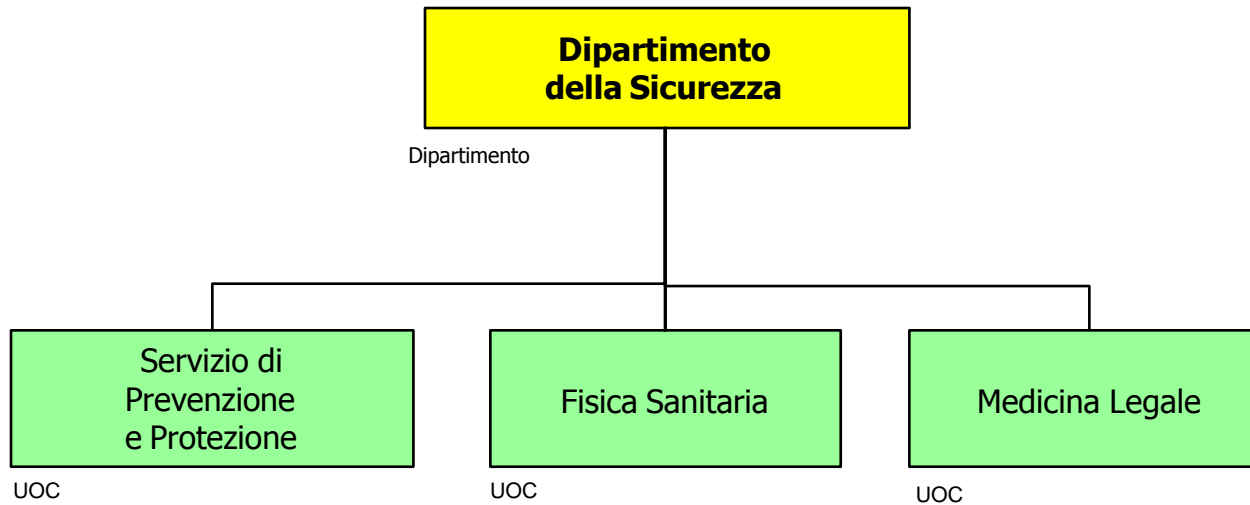 Dipartimento
della Sicurezza
Dipartimento
Servizio di
Prevenzione
e Protezione
UOC
Fisica Sanitaria
UOC
Medicina Legale
UOC